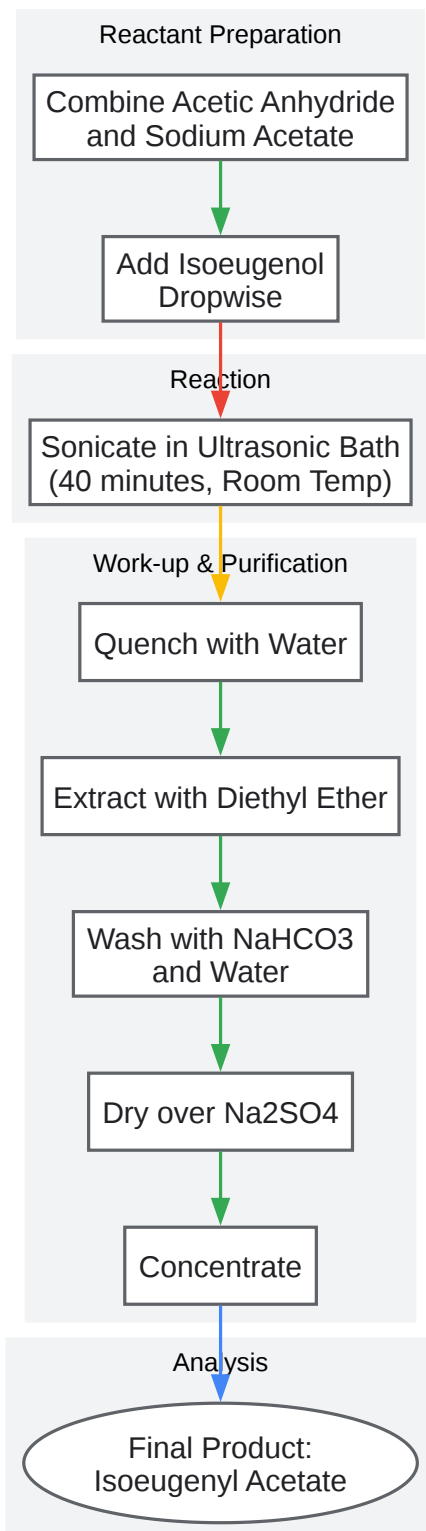 Reactant Preparation
Combine Acetic Anhydride
and Sodium Acetate
Add Isoeugenol
Dropwise
Reaction
Sonicate in Ultrasonic Bath
(40 minutes, Room Temp)
Work-up & Purification
Quench with Water
Extract with Diethyl Ether
Wash with NaHCO3
and Water
Dry over Na2SO4
Concentrate
Analysis
Final Product:
Isoeugenyl Acetate